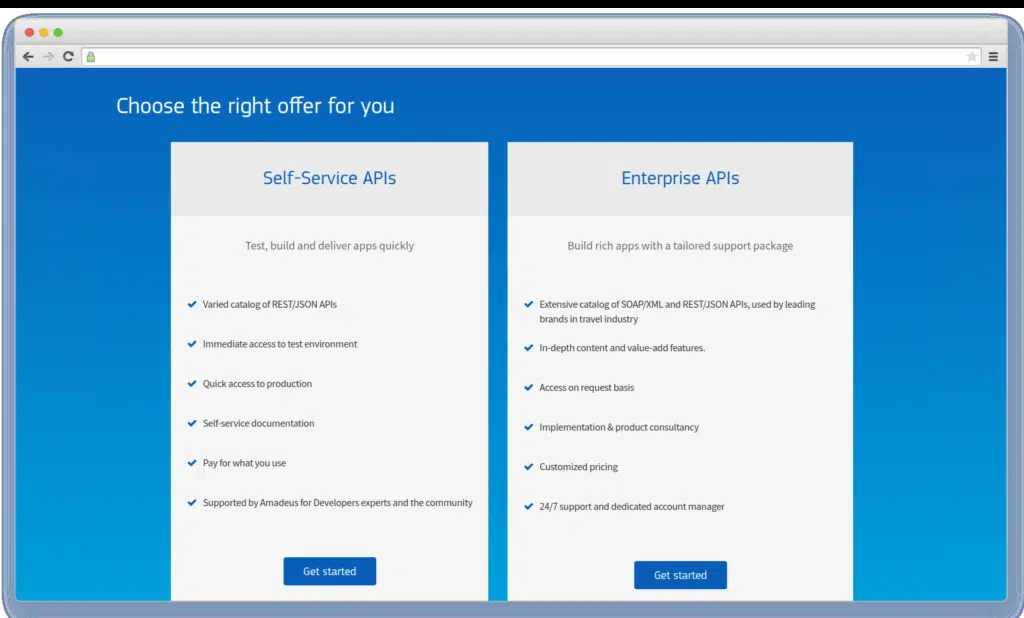 Choose the right offer for you
Self-Service APIs
Test, build and deliver apps quickly
Varied catalog of REST/JSON APIs
Immediate access to test environment
Quick access to production
Self-service documentation
Pay for what you use
Supported by Amadeus for Developers experts and the community
Get started
Enterprise APIs
Build rich apps with a tailored support package
Extensive catalog of SOAP/XML and REST/JSON APIs, used by leading
brands in travel industry
In-depth content and value-add features.
Access on request basis
Implementation & product consultancy
Customized pricing
24/7 support and dedicated account manager
Get started